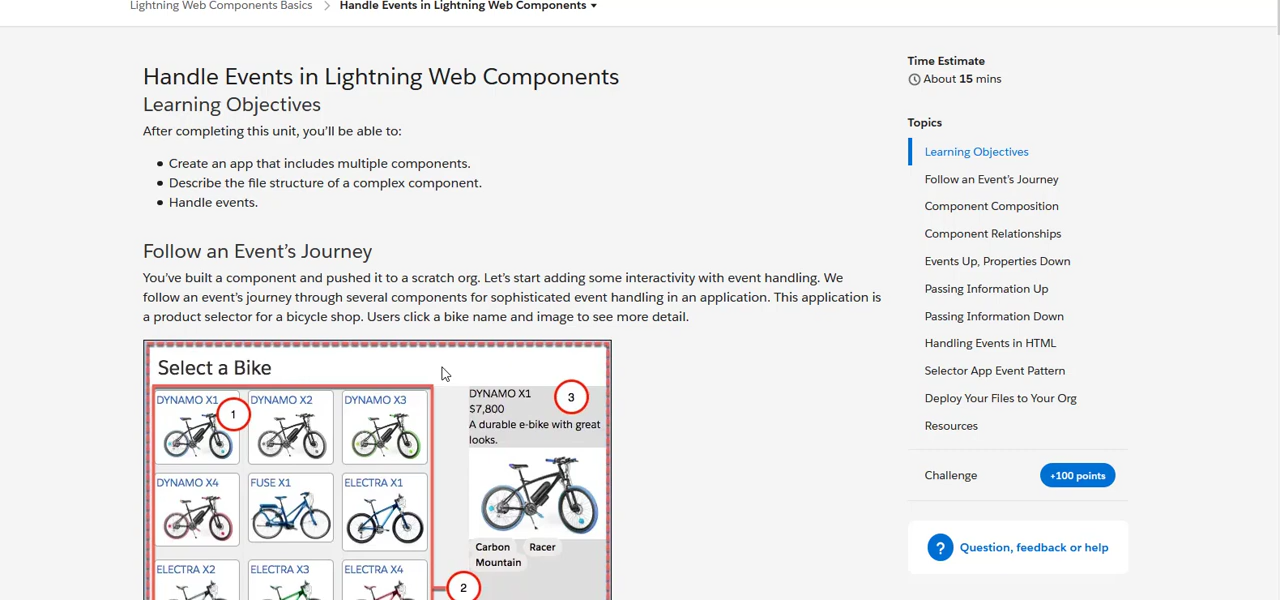 Lightning Web Components Basics > Handle Events in Lightning Web Components
Handle Events in Lightning Web Components
Learning Objectives
After completing this unit, you'll be able to:
• Create an app that includes multiple components.
• Describe the file structure of a complex component.
• Handle events.
Follow an Event's Journey
You've built a component and pushed it to a scratch org. Let's start adding some interactivity with event handling. We
follow an event's journey through several components for sophisticated event handling in an application. This application is
a product selector for a bicycle shop. Users click a bike name and image to see more detail.
Select a Bike
DYNAMO X1
DYNAMO X2
DYNAMO X3
1
DYNAMO X4
FUSE X1
ELECTRA X1
ELECTRA X2
ELECTRA X3
ELECTRA X4
2
DYNAMO X1
3
$7,800
A durable e-bike with great
looks.
Carbon Racer
Mountain
Time Estimate
About 15 mins
Topics
Learning Objectives
Follow an Event's Journey
Component Composition
Component Relationships
Events Up, Properties Down
Passing Information Up
Passing Information Down
Handling Events in HTML
Selector App Event Pattern
Deploy Your Files to Your Org
Resources
Challenge +100 points
? Question, feedback or help